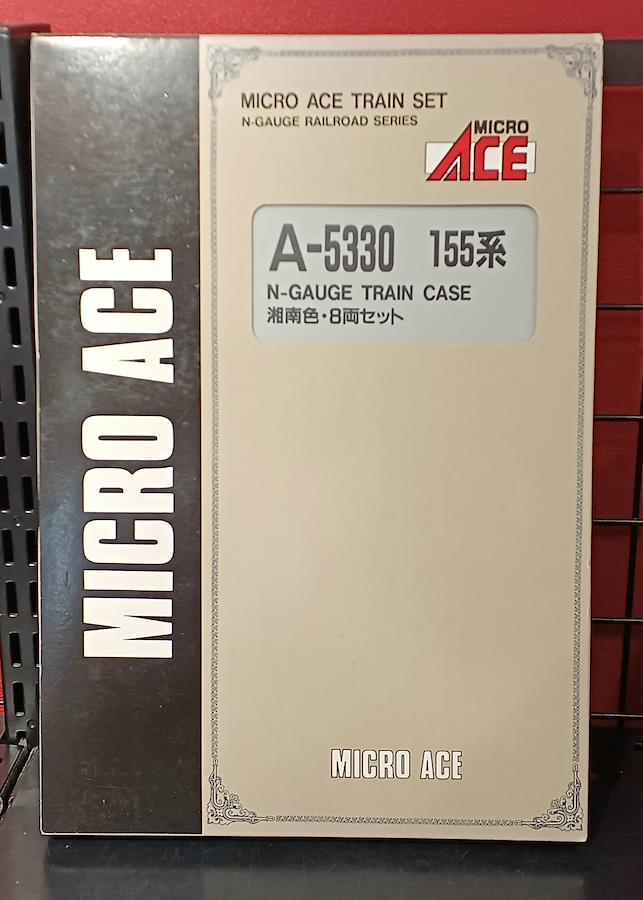 MICRO ACE
MICRO ACE TRAIN SET
N-GAUGE RAILROAD SERIES
MICRO
ACE
A-5330 155系
N-GAUGE TRAIN CASE
湘南色・8両セット
MICRO ACE